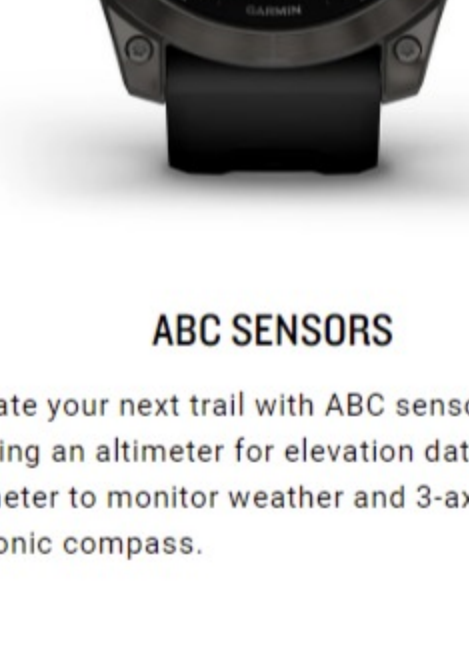 GARMIN
ABC SENSORS
ate your next trail with ABC senso
ing an altimeter for elevation dat
neter to monitor weather and 3-ax
onic compass.